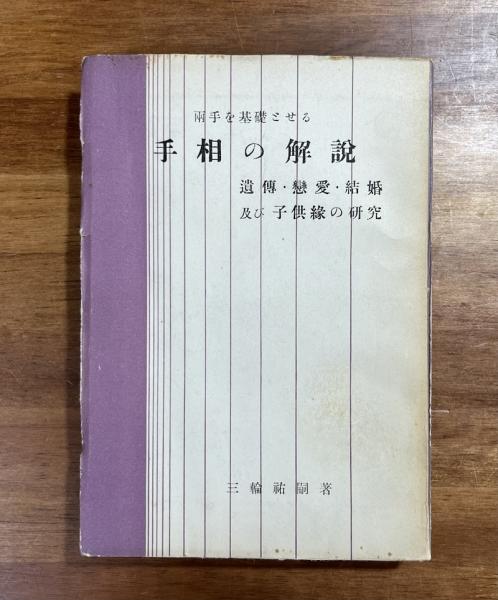 兩手を基礎とせる
手相の解說
遺傳・戀愛・結婚
及び子供緣の硏究
三輪祐嗣著